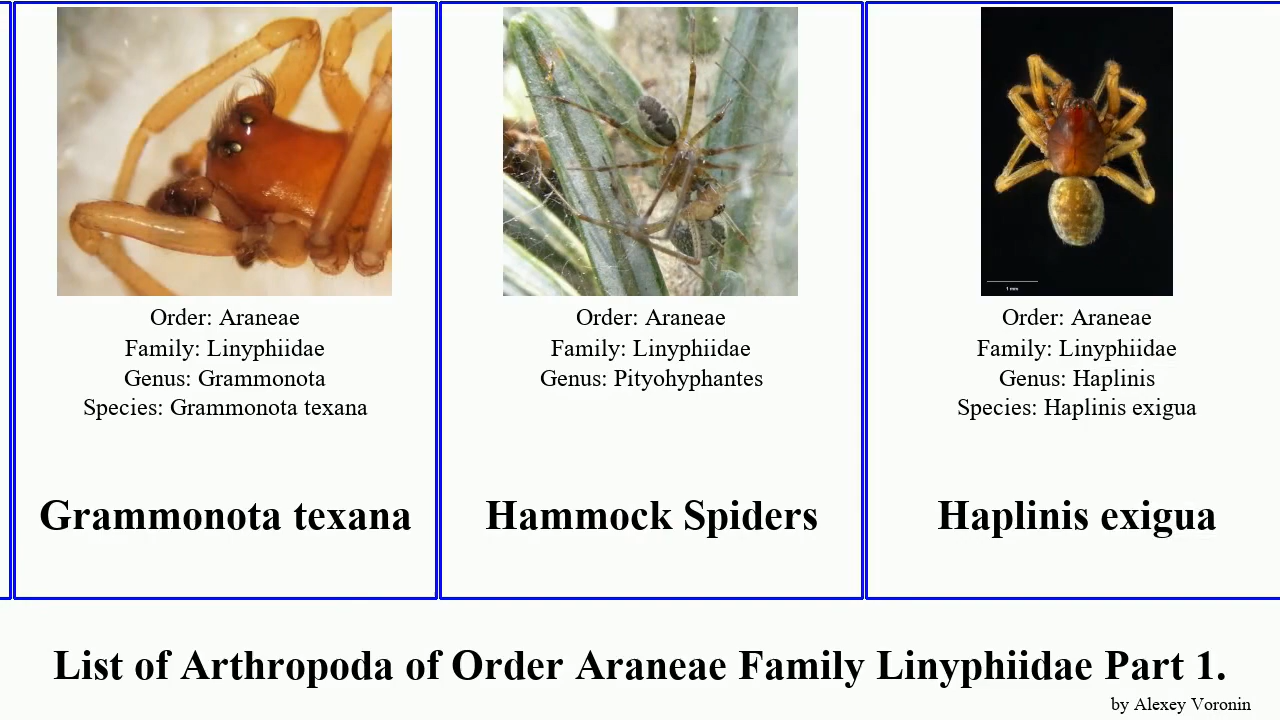 1 mm
Order: Araneae
Family: Linyphiidae
Genus: Grammonota
Species: Grammonota texana
Grammonota texana
Order: Araneae
Family: Linyphiidae
Genus: Pityohyphantes
Hammock Spiders
Order: Araneae
Family: Linyphiidae
Genus: Haplinis
Species: Haplinis exigua
Haplinis exigua
List of Arthropoda of Order Araneae Family Linyphiidae Part 1.
by Alexey Voronin